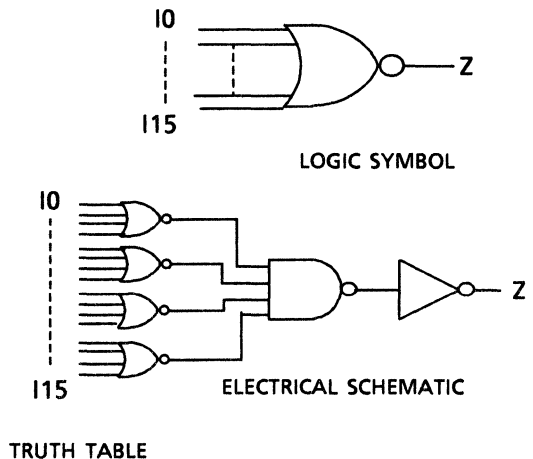 I0
Z
I15
LOGIC SYMBOL
I0
Z
I15
ELECTRICAL SCHEMATIC
TRUTH TABLE